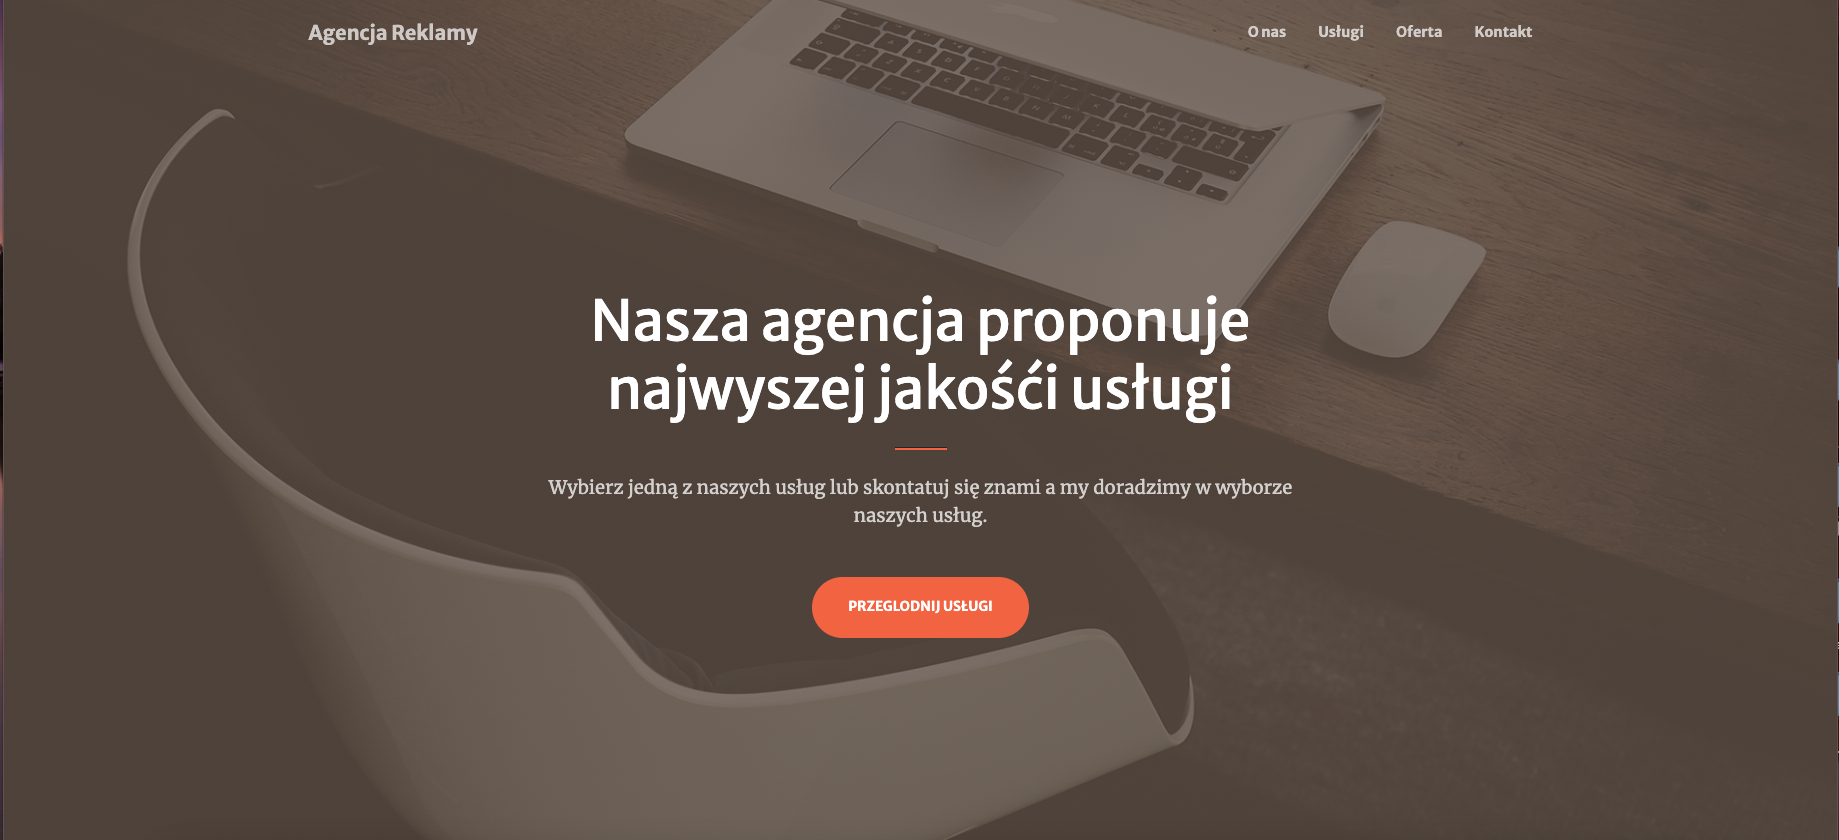 Agencja Reklamy
O nas Usługi Oferta Kontakt
Nasza agencja proponuje
najwyszej jakośći usługi
Wybierz jedną z naszych usług lub skontatuj się znami a my doradzimy w wyborze
naszych usług.
PRZEGLODNIJ USŁUGI